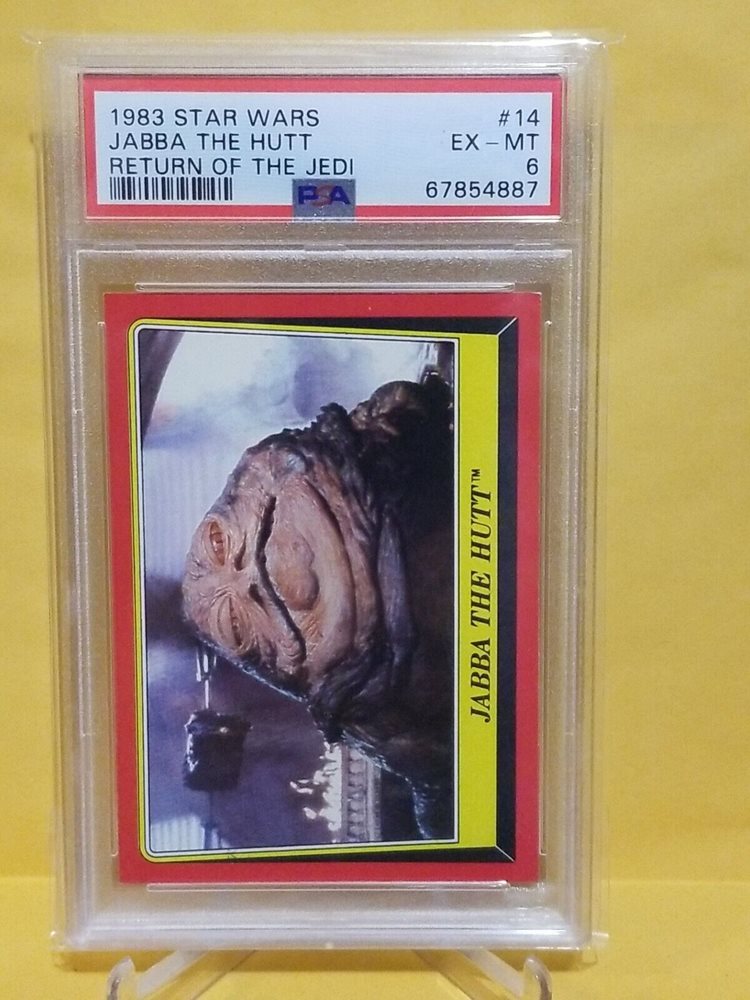 1983 STAR WARS #14
JABBA THE HUTT EX - MT
RETURN OF THE JEDI 6
PSA 67854887
JABBA THE HUTT™